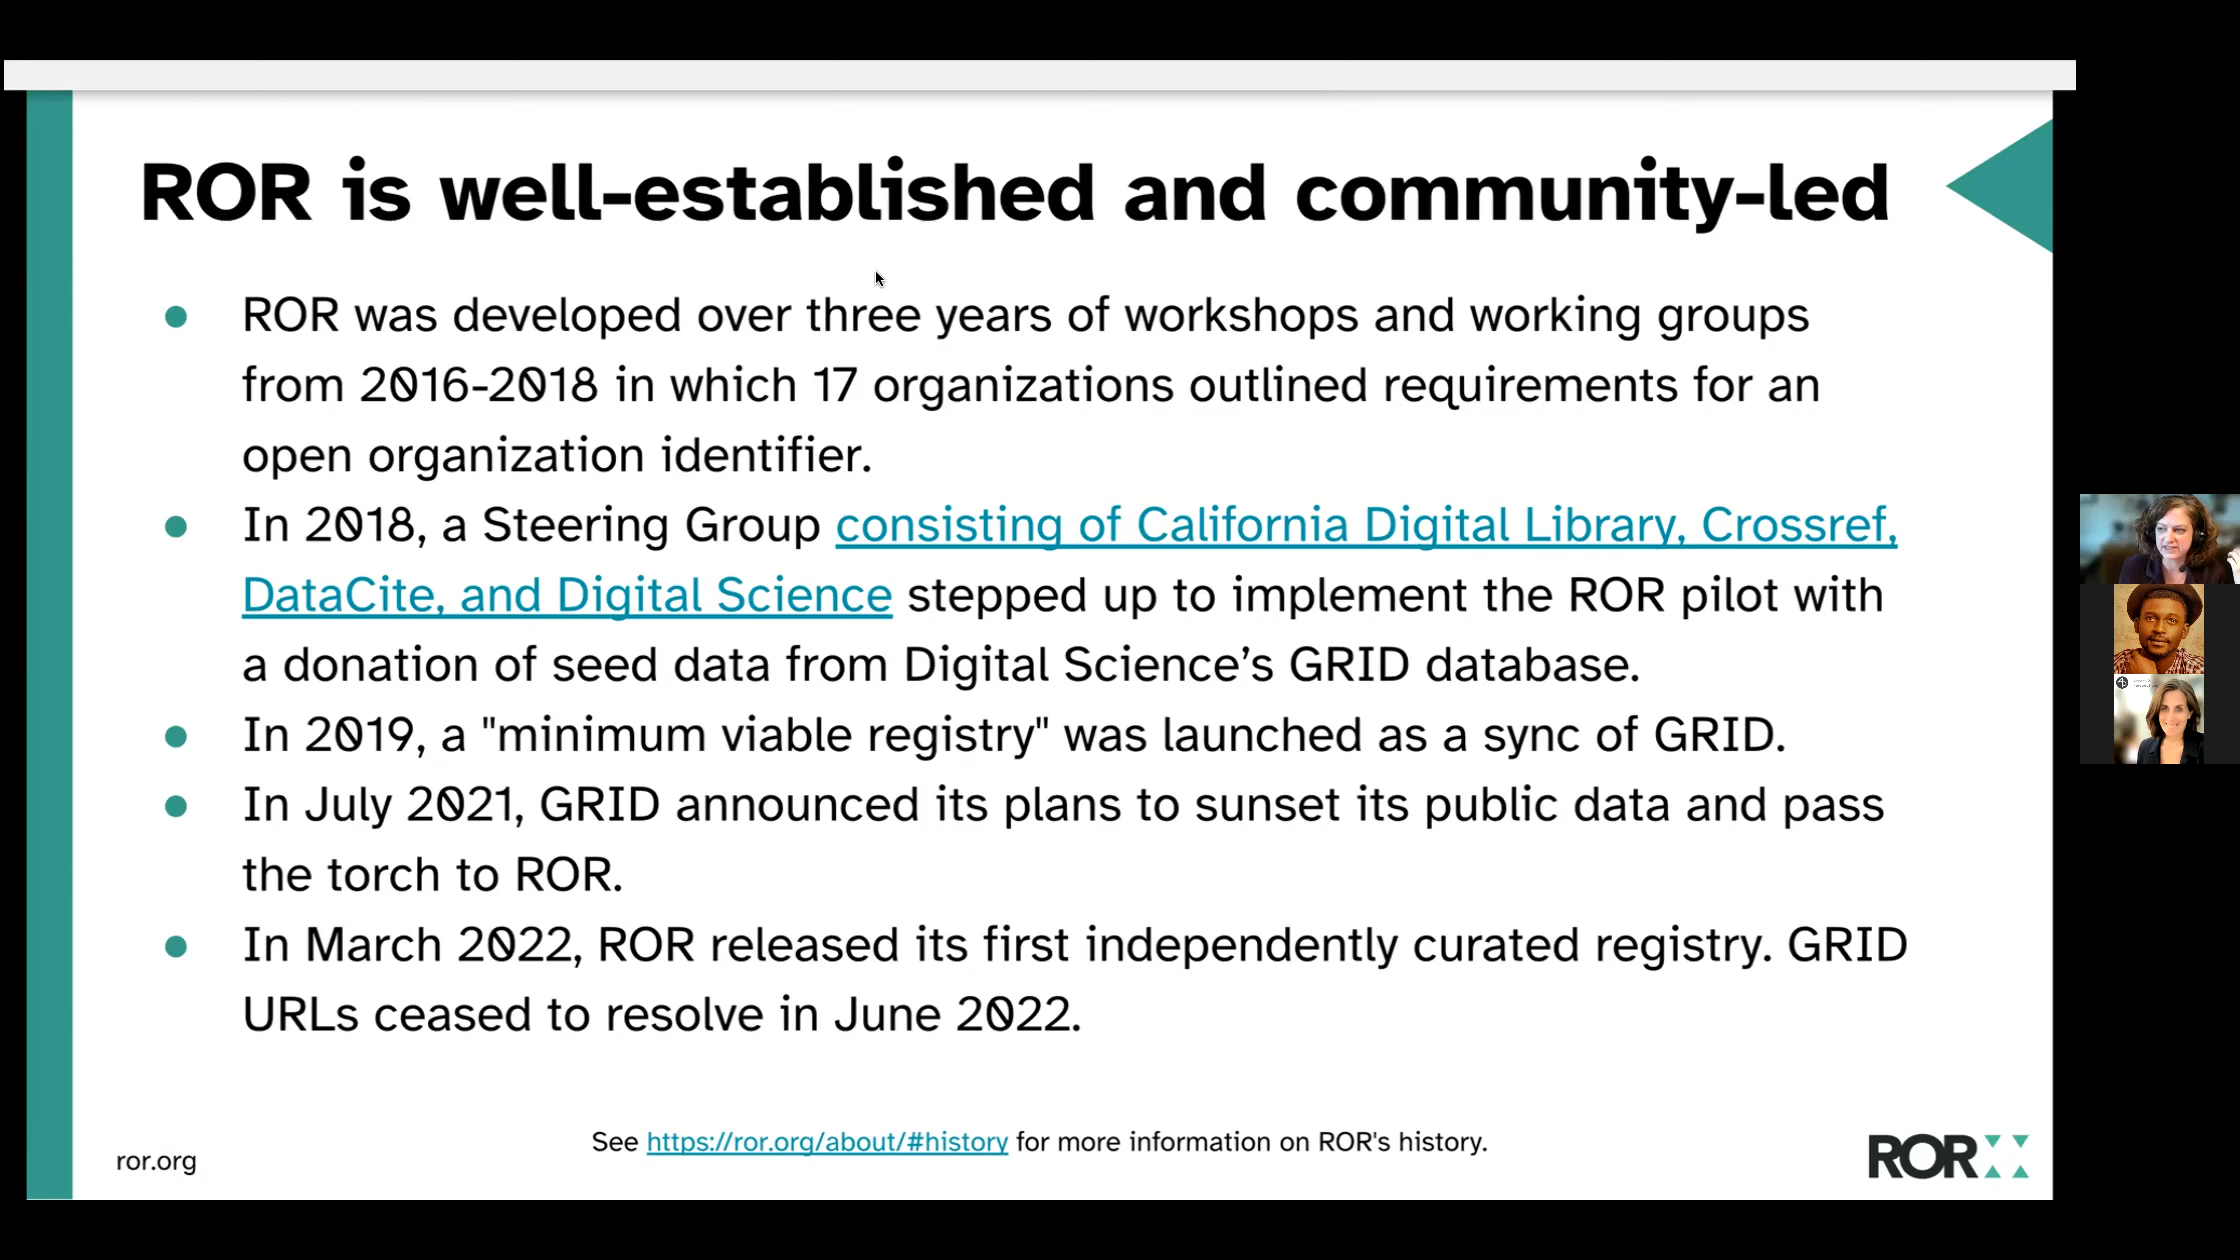 ROR is well-established and community-led
● ROR was developed over three years of workshops and working groups
from 2016-2018 in which 17 organizations outlined requirements for an
open organization identifier.
● In 2018, a Steering Group consisting of California Digital Library, Crossref,
DataCite, and Digital Science stepped up to implement the ROR pilot with
a donation of seed data from Digital Science’s GRID database.
● In 2019, a "minimum viable registry" was launched as a sync of GRID.
● In July 2021, GRID announced its plans to sunset its public data and pass
the torch to ROR.
● In March 2022, ROR released its first independently curated registry. GRID
URLs ceased to resolve in June 2022.
See https://ror.org/about/#history for more information on ROR's history.
ror.org
ROR